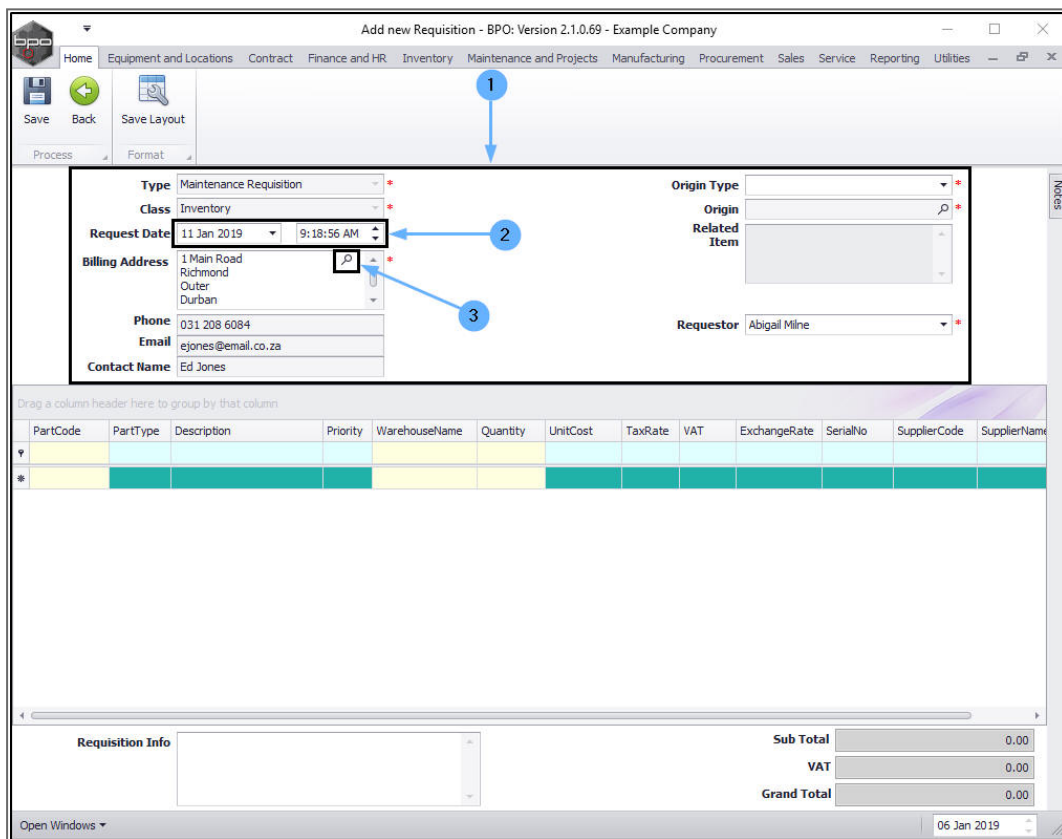 Add new Requisition - BPO: Version 2.1.0.69 - Example Company
bpo
Home Equipment and Locations Contract Finance and HR Inventory Maintenance and Projects Manufacturing Procurement Sales Service Reporting Utilities
1
Save Back Save Layout
Process Format
Type Maintenance Requisition * Origin Type *
Class Inventory * Origin *
Request Date 11 Jan 2019 9:18:56 AM 2 Related Item
Billing Address 1 Main Road *
Richmond
Outer
Durban
3
Phone 031 208 6084 Requestor Abigail Milne *
Email ejones@email.co.za
Contact Name Ed Jones
Notes
Drag a column header here to group by that column
PartCode PartType Description Priority WarehouseName Quantity UnitCost TaxRate VAT ExchangeRate SerialNo SupplierCode SupplierName
Requisition Info Sub Total 0.00
VAT 0.00
Grand Total 0.00
Open Windows 06 Jan 2019